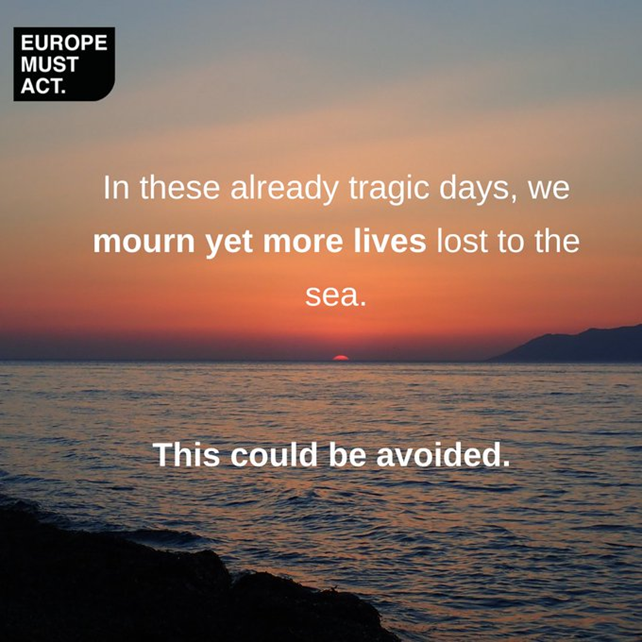 EUROPE
MUST
ACT.
In these already tragic days, we
mourn yet more lives lost to the
sea.
This could be avoided.